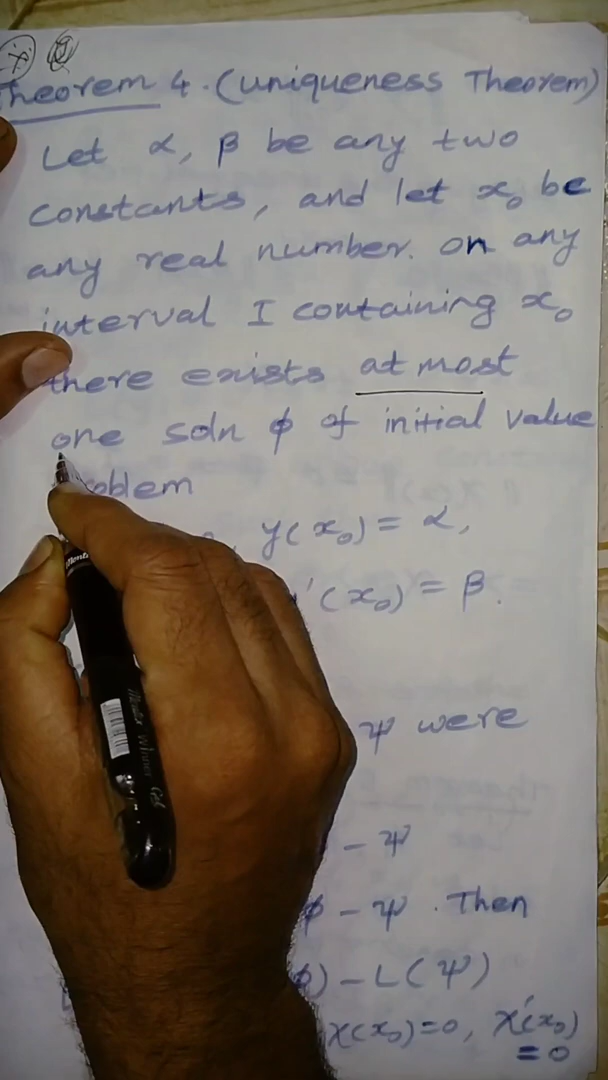 Theorem 4. (Uniqueness Theorem)
Let α, β be any two
constants, and let x₀ be
any real number. on any
interval I containing x₀
there exists at most
one soln ϕ of initial value
problem
y(x₀) = α,
y'(x₀) = β.
ψ were
- ψ
ϕ - ψ. Then
ϕ) - L(ψ)
χ(x₀)=0, χ'(x₀)
= 0